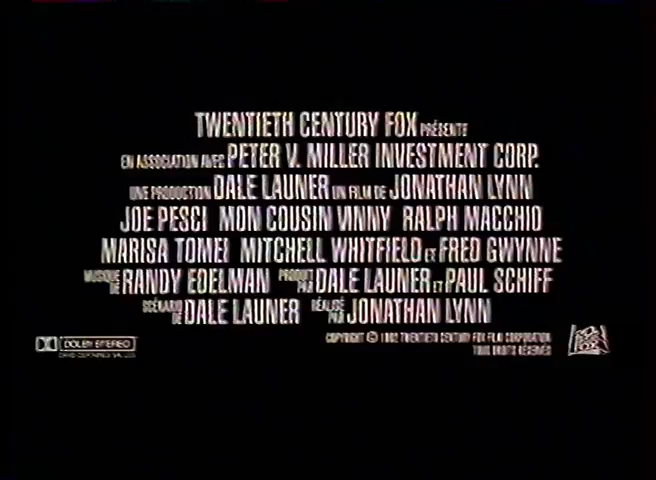 TWENTIETH CENTURY FOX PRÉSENTE
EN ASSOCIATION AVEC PETER V. MILLER INVESTMENT CORP.
UNE PRODUCTION DALE LAUNER UN FILM DE JONATHAN LYNN
JOE PESCI MON COUSIN VINNY RALPH MACCHIO
MARISA TOMEI MITCHELL WHITFIELD ET FRED GWYNNE
MUSIQUE DE RANDY EDELMAN PRODUIT PAR DALE LAUNER ET PAUL SCHIFF
SCÉNARIO DE DALE LAUNER RÉALISÉ PAR JONATHAN LYNN
COPYRIGHT © 1992 TWENTIETH CENTURY FOX FILM CORPORATION
TOUS DROITS RÉSERVÉS
DOLBY STEREO
FOX